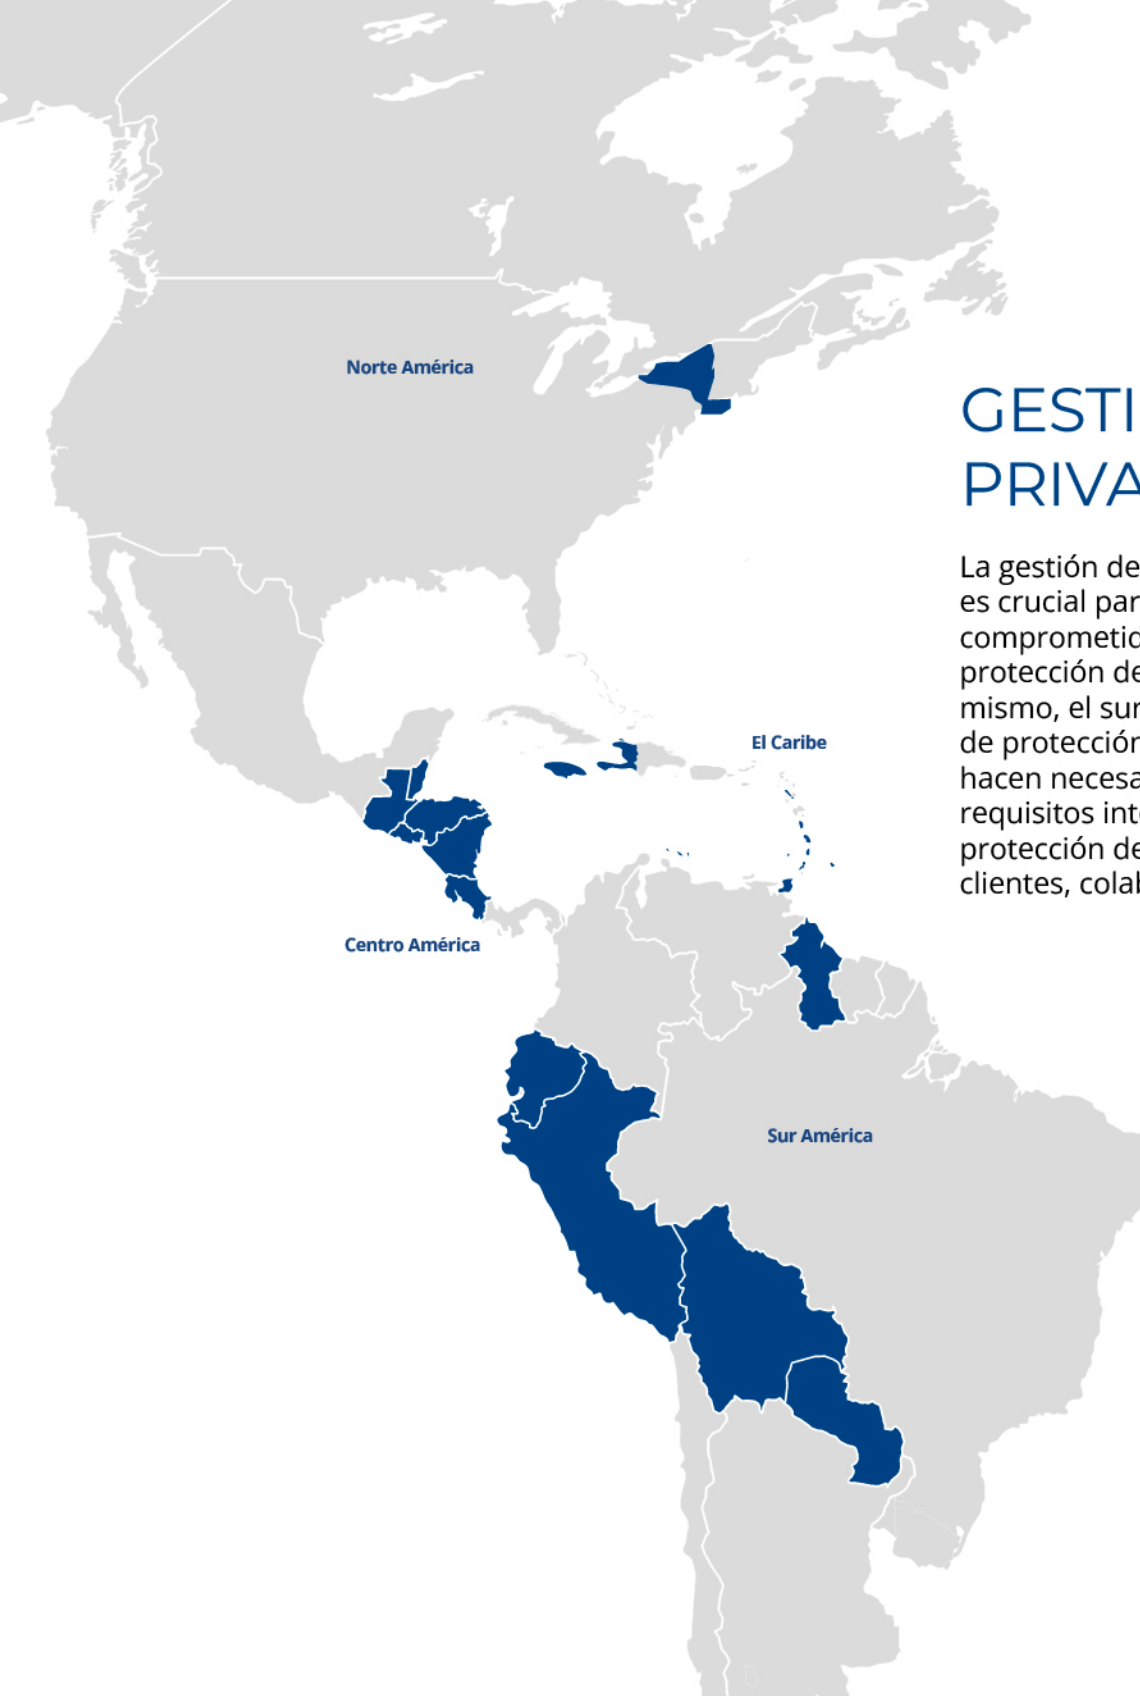 Norte América
GESTI
PRIVA
La gestión de
es crucial par
comprometid
protección de
mismo, el sur
de protección
hacen necesa
requisitos int
protección de
clientes, colab
El Caribe
Centro América
Sur América